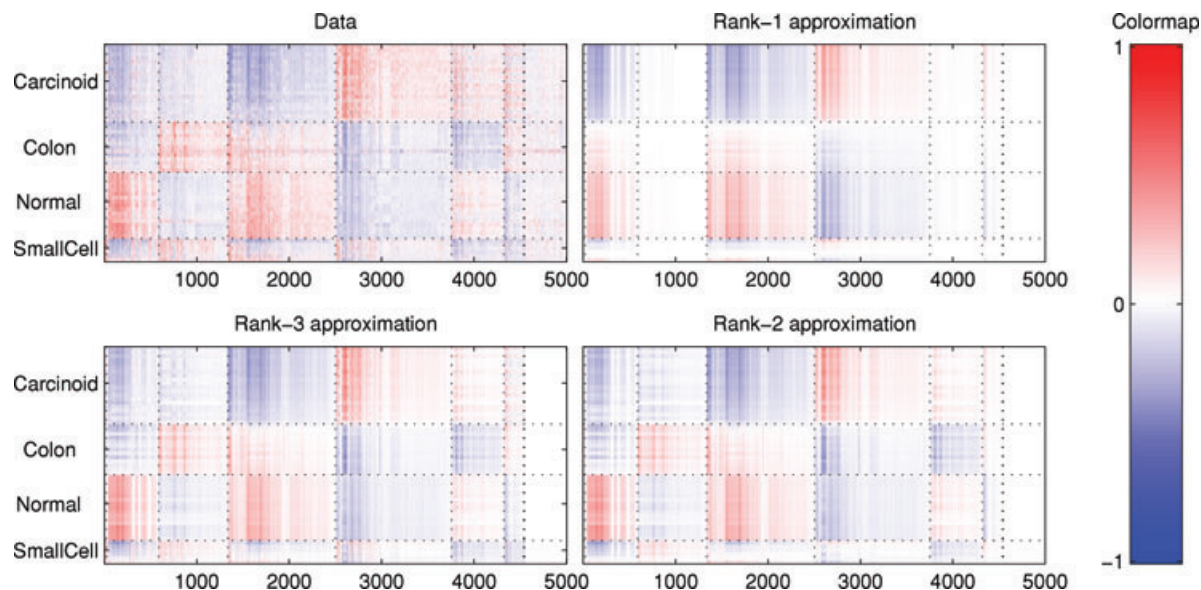 Data
Rank-1 approximation
Colormap
Carcinoid
Colon
Normal
SmallCell
1000 2000 3000 4000 5000
1000 2000 3000 4000 5000
1
0
-1
Rank-3 approximation
Rank-2 approximation
Carcinoid
Colon
Normal
SmallCell
1000 2000 3000 4000 5000
1000 2000 3000 4000 5000